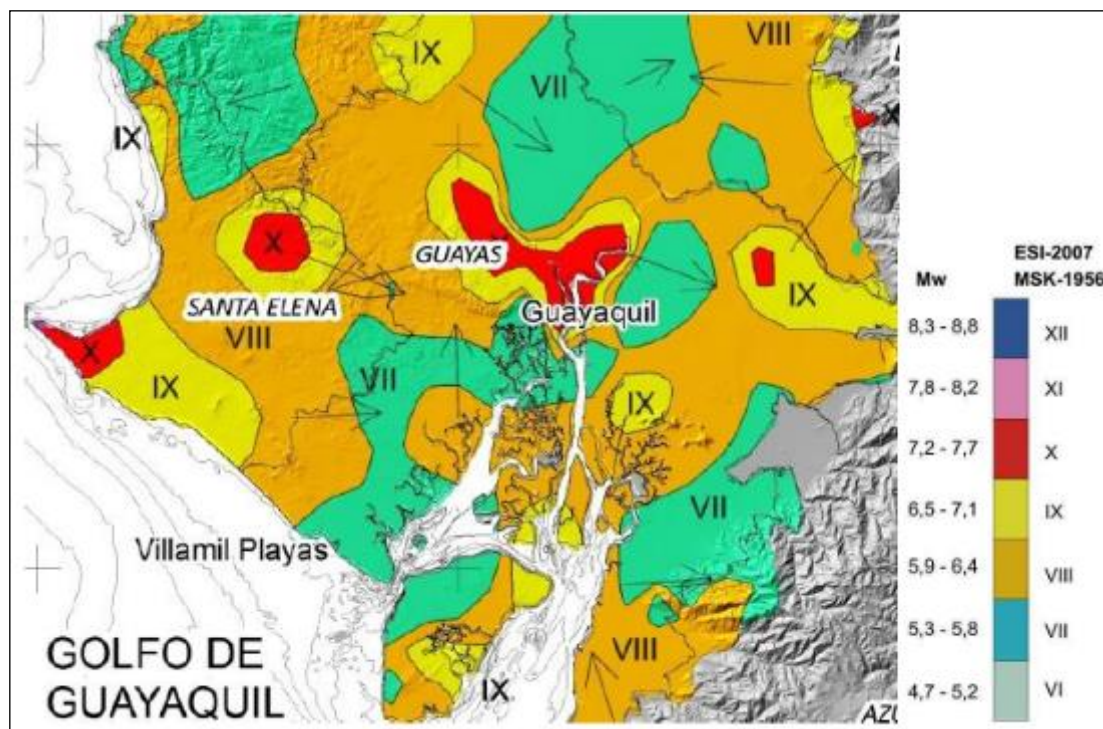 IX
VIII
VII
IX
X
X
GUAYAS
SANTA ELENA
IX
Guayaquil
VIII
X
IX
VII
IX
VII
Villamil Playas
GOLFO DE
GUAYAQUIL
VIII
IX
Mw
ESI-2007
MSK-1956
8,3 - 8,8
XII
7,8 - 8,2
XI
7,2 - 7,7
X
6,5 - 7,1
IX
5,9 - 6,4
VIII
5,3 - 5,8
VII
4,7 - 5,2
VI